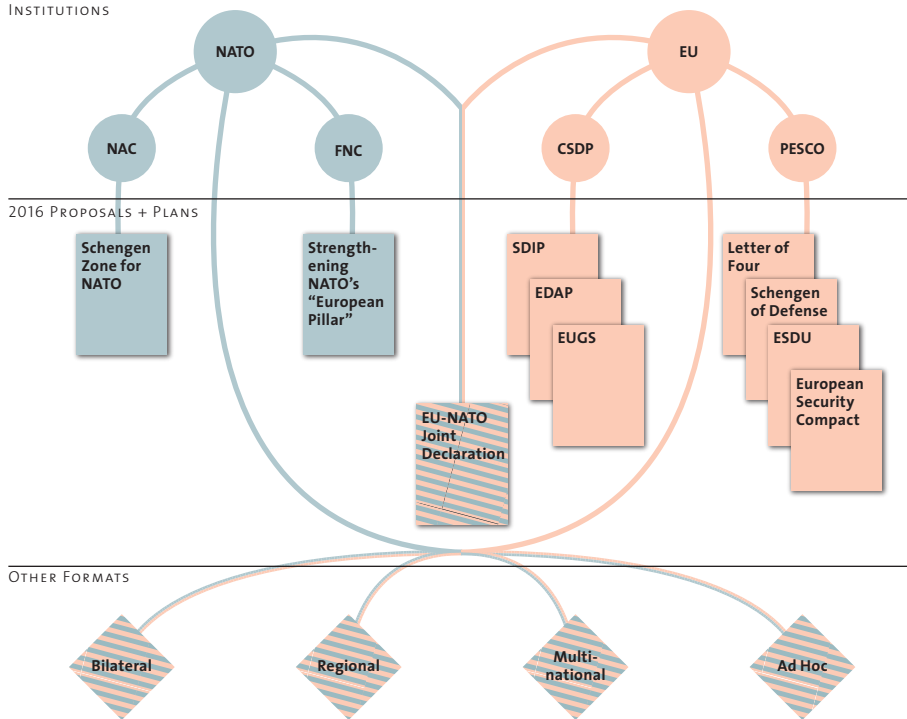 INSTITUTIONS
NATO
EU
NAC
FNC
CSDP
PESCO
2016 PROPOSALS + PLANS
Schengen
Zone for
NATO
Strength-
ening
NATO’s
“European
Pillar”
SDIP
EDAP
EUGS
Letter of
Four
Schengen
of Defense
ESDU
European
Security
Compact
EU-NATO
Joint
Declaration
OTHER FORMATS
Bilateral
Regional
Multi-
national
Ad Hoc